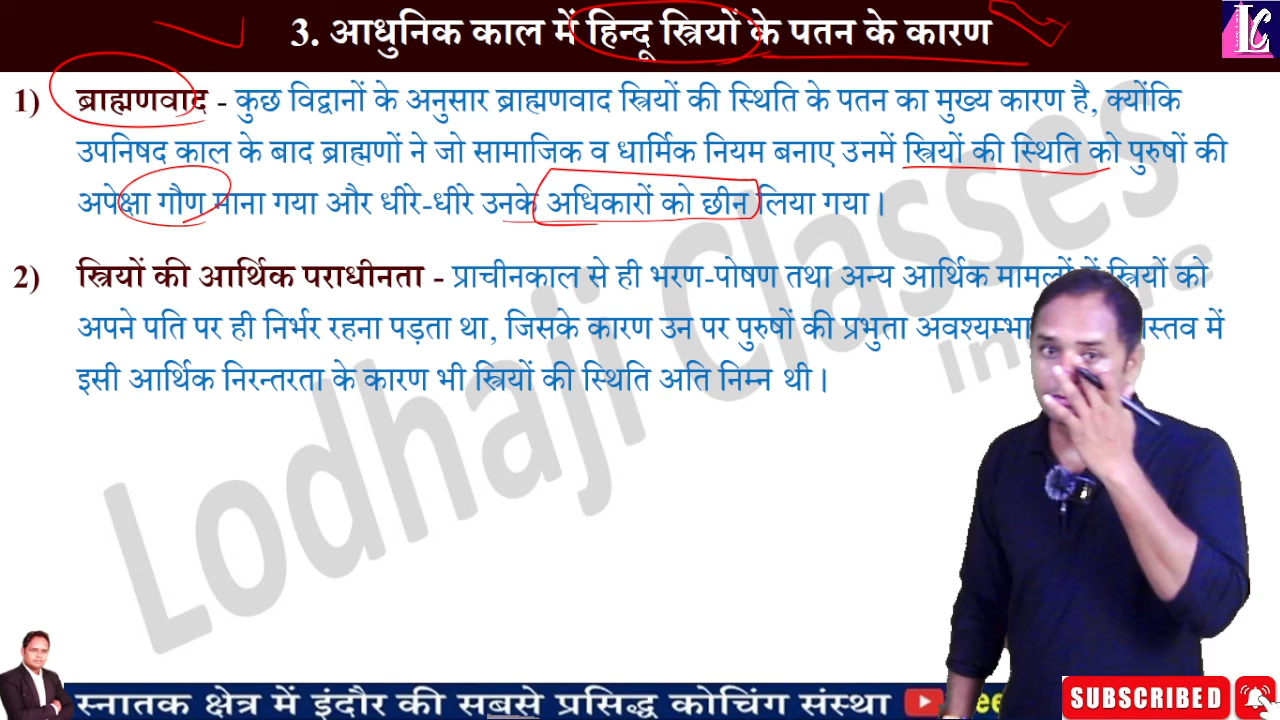 3. आधुनिक काल में हिन्दू स्त्रियों के पतन के कारण
LC
1) ब्राह्मणवाद - कुछ विद्वानों के अनुसार ब्राह्मणवाद स्त्रियों की स्थिति के पतन का मुख्य कारण है, क्योंकि
उपनिषद काल के बाद ब्राह्मणों ने जो सामाजिक व धार्मिक नियम बनाए उनमें स्त्रियों की स्थिति को पुरुषों की
अपेक्षा गौण माना गया और धीरे-धीरे उनके अधिकारों को छीन लिया गया।
2) स्त्रियों की आर्थिक पराधीनता - प्राचीनकाल से ही भरण-पोषण तथा अन्य आर्थिक मामलों में स्त्रियों को
अपने पति पर ही निर्भर रहना पड़ता था, जिसके कारण उन पर पुरुषों की प्रभुता में
इसी आर्थिक निरन्तरता के कारण भी स्त्रियों की स्थिति अति निम्न थी।
Lodhaji Classes
स्नातक क्षेत्र में इंदौर की सबसे प्रसिद्ध कोचिंग संस्था
SUBSCRIBED